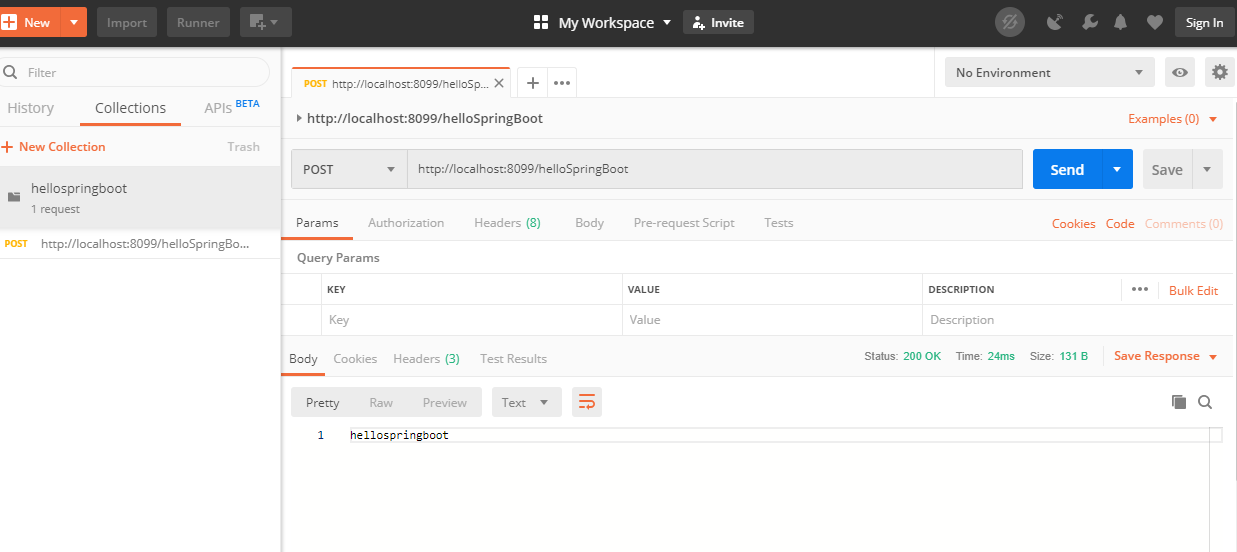 New Import Runner My Workspace Invite Sign In
Filter
History Collections APIs BETA
New Collection Trash
hellospringboot
1 request
POST http://localhost:8099/helloSpringBo...
POST http://localhost:8099/helloSp... No Environment
http://localhost:8099/helloSpringBoot Examples (0)
POST http://localhost:8099/helloSpringBoot Send Save
Params Authorization Headers (8) Body Pre-request Script Tests Cookies Code Comments (0)
Query Params
KEY VALUE DESCRIPTION Bulk Edit
Key Value Description
Body Cookies Headers (3) Test Results Status: 200 OK Time: 24ms Size: 131 B Save Response
Pretty Raw Preview Text
1 hellospringboot